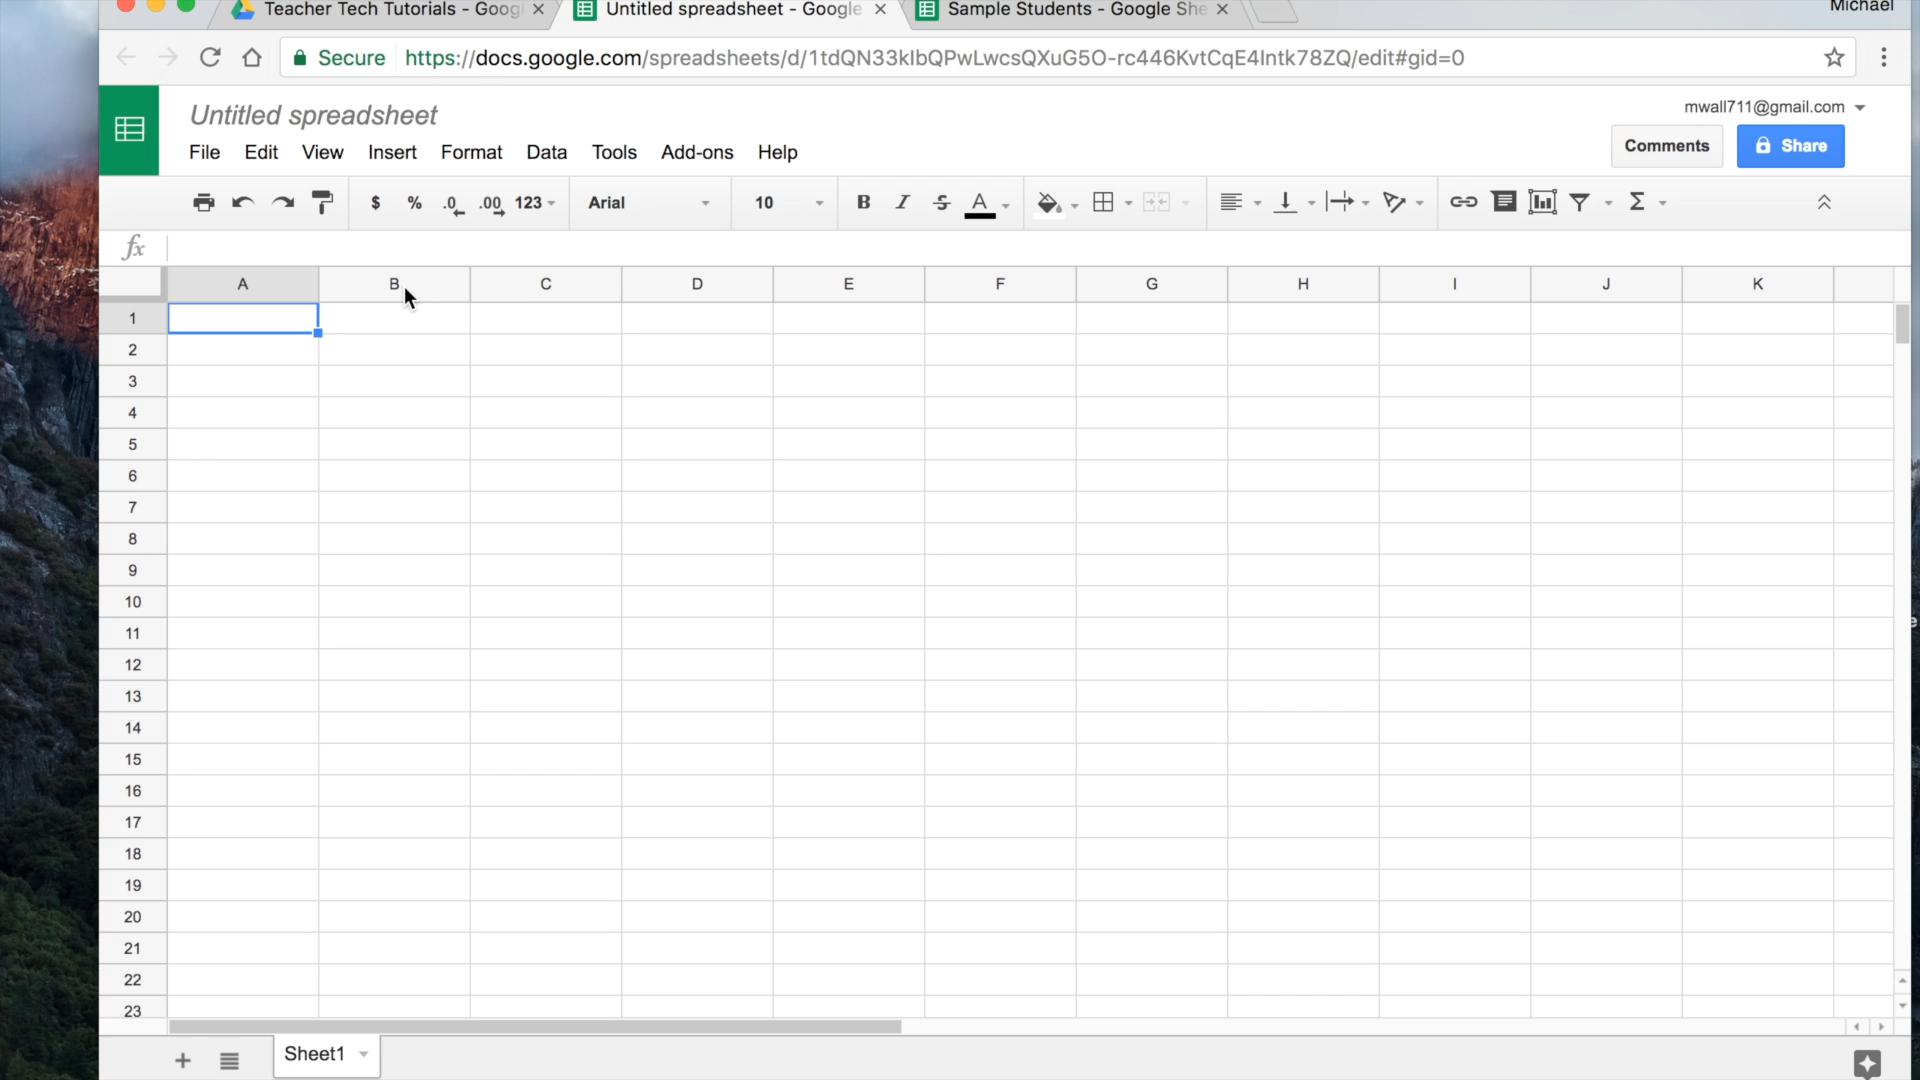 Michael
Teacher Tech Tutorials - Googl
Untitled spreadsheet - Google
Sample Students - Google She
Secure https://docs.google.com/spreadsheets/d/1tdQN33klbQPwLwcsQXuG5O-rc446KvtCqE4Intk78ZQ/edit#gid=0
Untitled spreadsheet
mwall711@gmail.com
File Edit View Insert Format Data Tools Add-ons Help
Comments Share
$ % .0 .00 123 Arial 10 B I S A Σ
fx
A B C D E F G H I J K
1
2
3
4
5
6
7
8
9
10
11
12
13
14
15
16
17
18
19
20
21
22
23
Sheet1